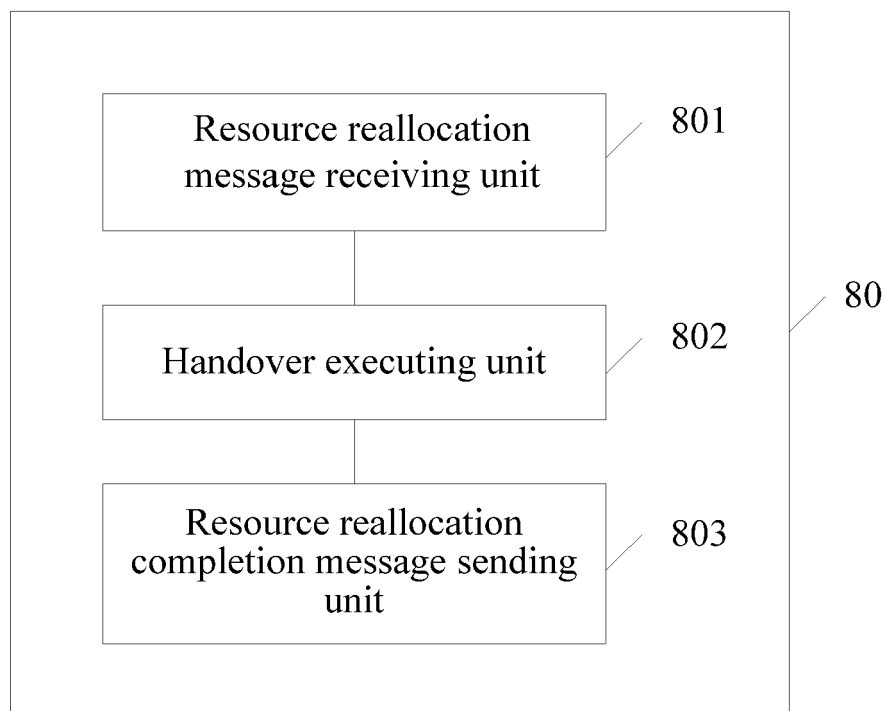 Resource reallocation
message receiving unit
801
80
Handover executing unit
802
Resource reallocation
completion message sending
unit
803